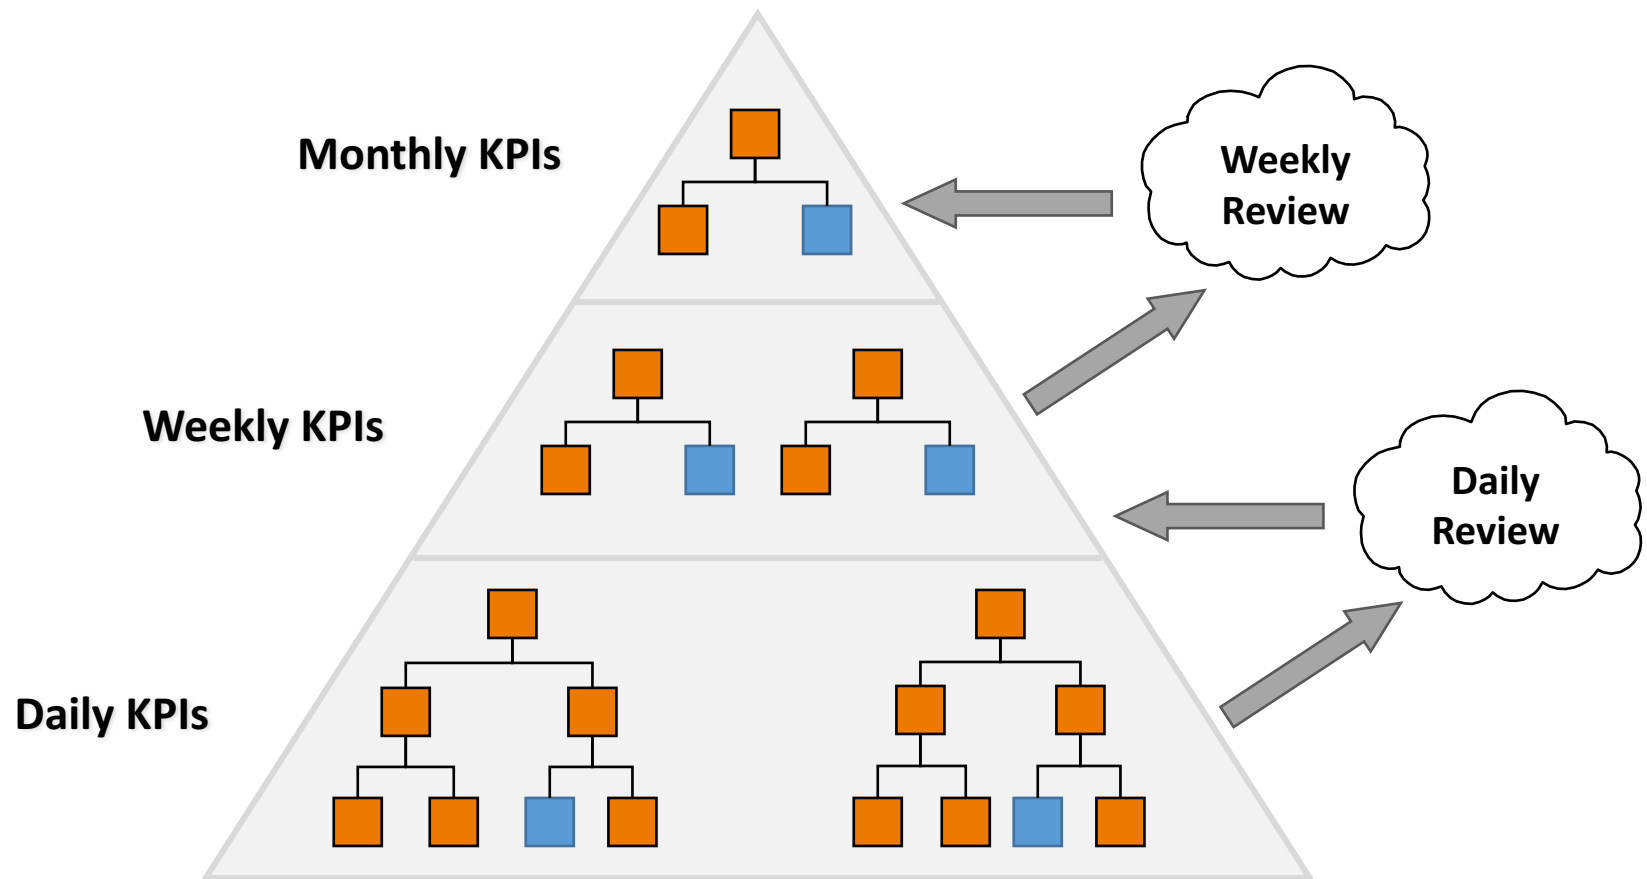 Monthly KPIs
Weekly
Review
Weekly KPIs
Daily
Review
Daily KPIs